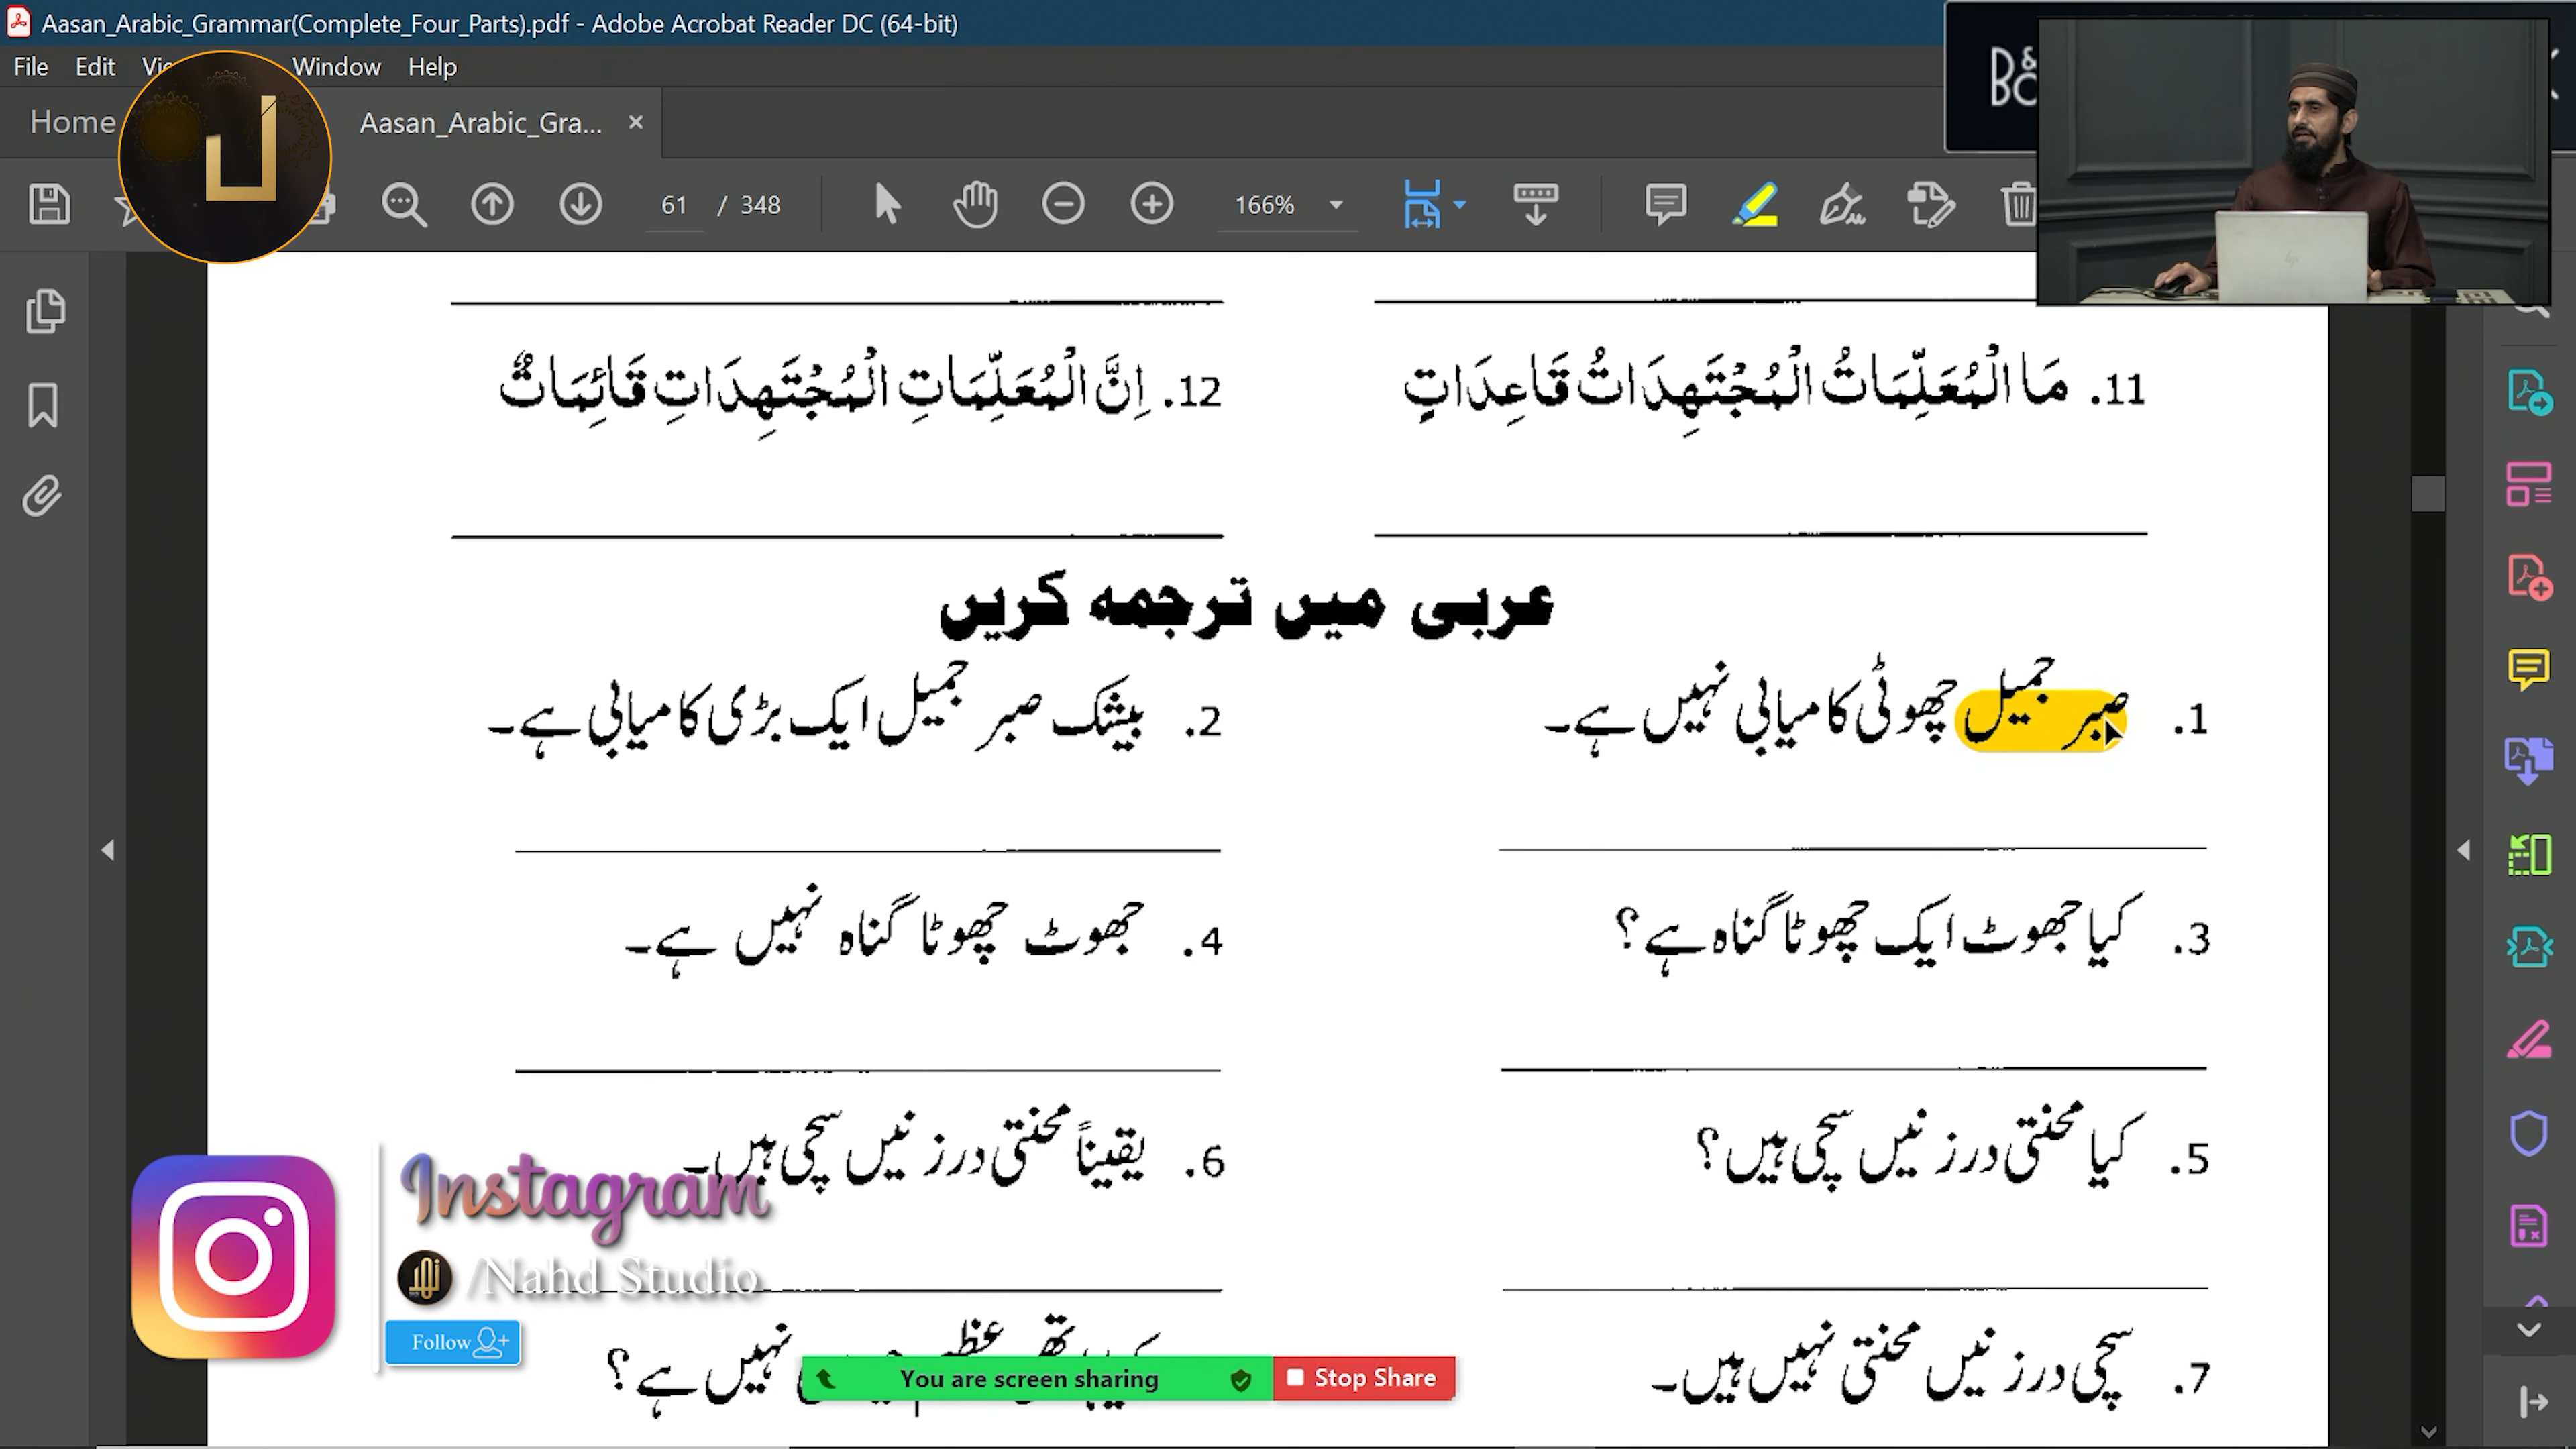 Aasan_Arabic_Grammar(Complete_Four_Parts).pdf - Adobe Acrobat Reader DC (64-bit)
File Edit Window Help
Home Aasan_Arabic_Gra... ×
61 / 348 166%
11. مَا الْمُعَلِّمَاتُ الْمُجْتَهِدَاتُ قَاعِدَاتٍ
12. اِنَّ الْمُعَلِّمَاتِ الْمُجْتَهِدَاتِ قَائِمَاتٌ
عربی میں ترجمہ کریں
1. صبر جمیل چھوٹی کامیابی نہیں ہے۔
2. بیشک صبر جمیل ایک بڑی کامیابی ہے۔
3. کیا جھوٹ ایک چھوٹا گناہ ہے؟
4. جھوٹ چھوٹا گناہ نہیں ہے۔
5. کیا محنتی درزنیں سچی ہیں؟
6. یقیناً محنتی درزنیں سچی ہیں۔
7. سچی درزنیں محنتی نہیں ہیں۔
نہیں ہے؟
Instagram
/Nahd_Studio
Follow
You are screen sharing
Stop Share
hp